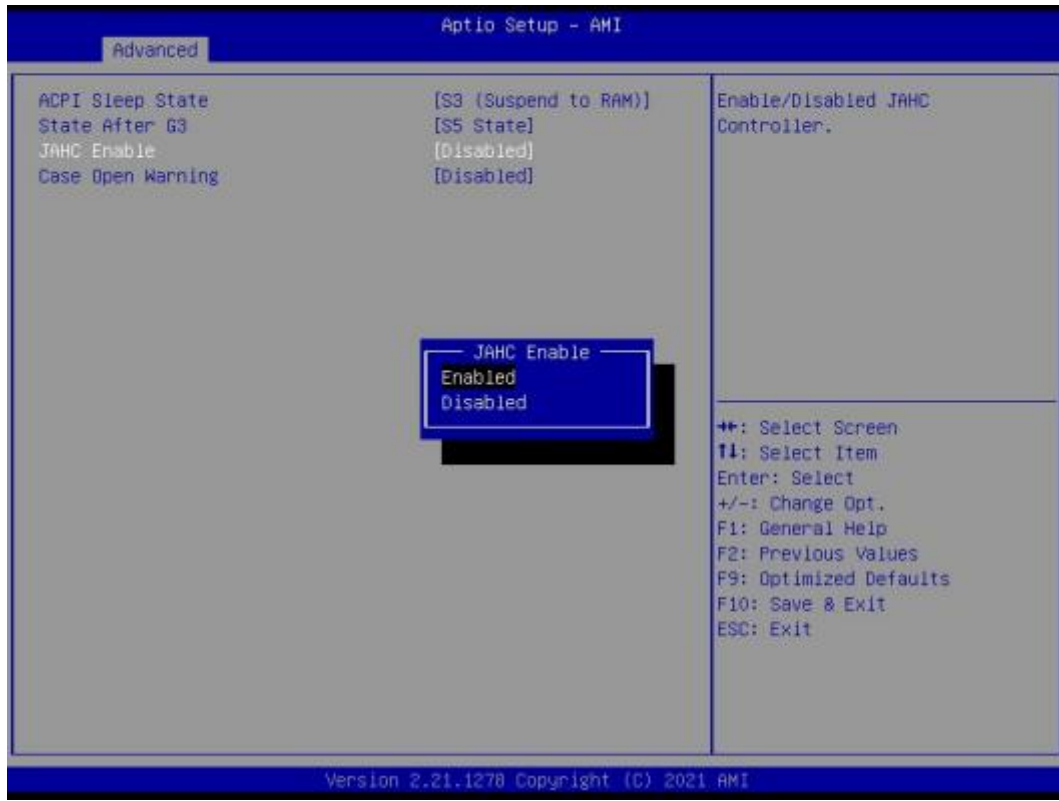 Aptio Setup - AMI
Advanced
ACPI Sleep State [S3 (Suspend to RAM)]
State After G3 [S5 State]
JAHC Enable [Disabled]
Case Open Warning [Disabled]
Enable/Disabled JAHC
Controller.
JAHC Enable
Enabled
Disabled
→←: Select Screen
↑↓: Select Item
Enter: Select
+/-: Change Opt.
F1: General Help
F2: Previous Values
F9: Optimized Defaults
F10: Save & Exit
ESC: Exit
Version 2.21.1278 Copyright (C) 2021 AMI